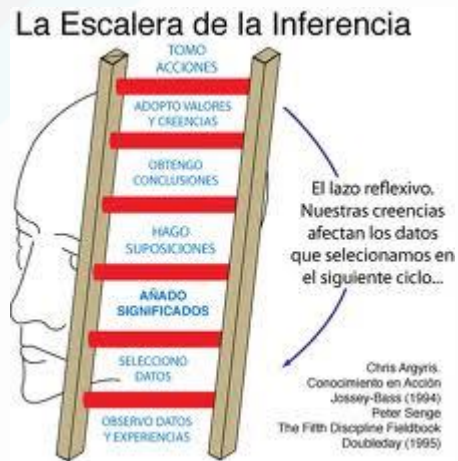 La Escalera de la Inferencia
TOMO
ACCIONES
ADOPTO VALORES
Y CREENCIAS
OBTENGO
CONCLUSIONES
HAGO
SUPOSICIONES
AÑADO
SIGNIFICADOS
SELECCIONO
DATOS
OBSERVO DATOS
Y EXPERIENCIAS
El lazo reflexivo.
Nuestras creencias
afectan los datos
que selecionamos en
el siguiente ciclo...
Chris Argyris.
Conocimiento en Acción
Jossey-Bass (1994)
Peter Senge
The Fifth Discipline Fieldbook
Doubleday (1995)